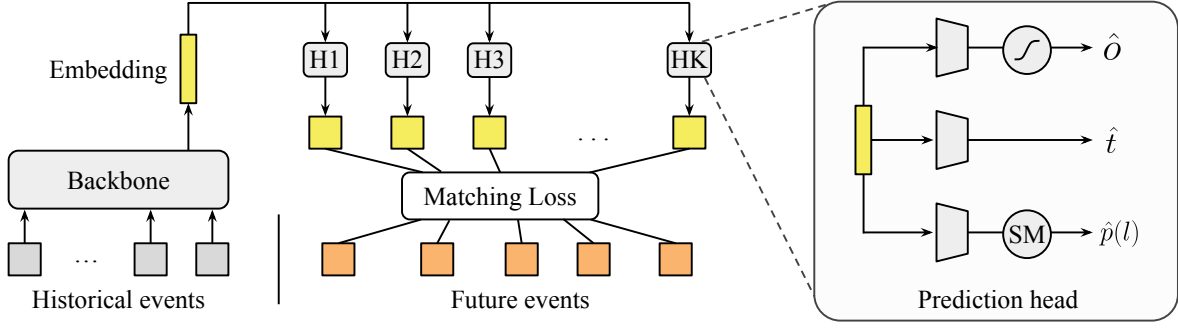 H1 H2 H3 HK
Embedding
ô
. . .
t̂
Backbone
Matching Loss
SM
p̂(l)
...
Historical events
Future events
Prediction head